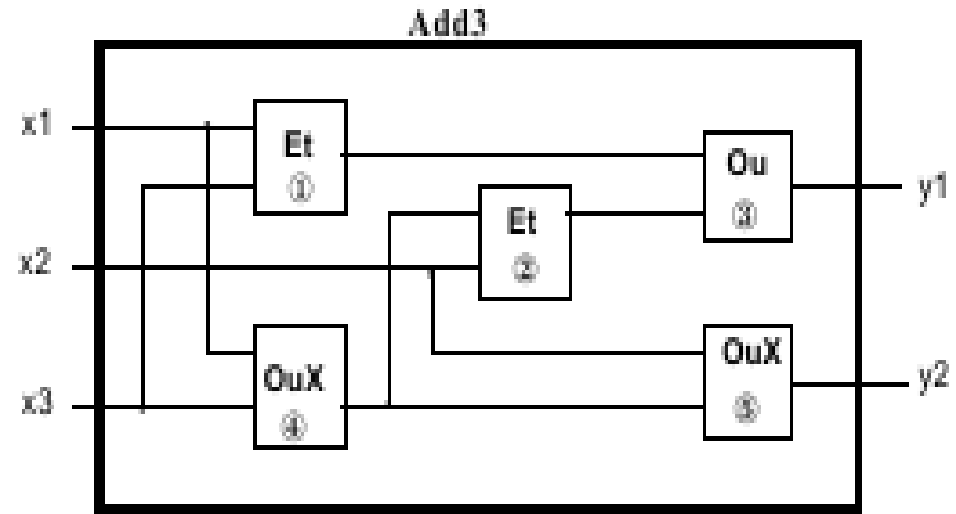 Add3
x1
Et
①
Ou
③
y1
Et
②
x2
OuX
④
OuX
⑤
y2
x3